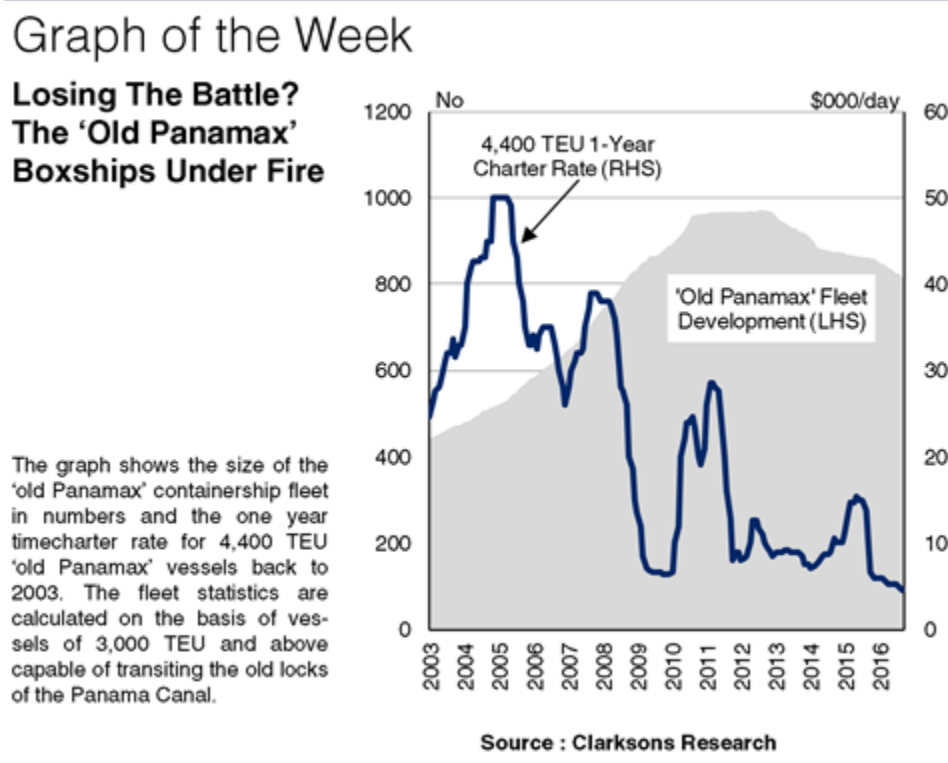 Graph of the Week
Losing The Battle?
The ‘Old Panamax’
Boxships Under Fire
The graph shows the size of the
‘old Panamax’ containership fleet
in numbers and the one year
timecharter rate for 4,400 TEU
‘old Panamax’ vessels back to
2003. The fleet statistics are
calculated on the basis of ves-
sels of 3,000 TEU and above
capable of transiting the old locks
of the Panama Canal.
No
$000/day
1200
1000
800
600
400
200
0
60
50
40
30
20
10
0
4,400 TEU 1-Year
Charter Rate (RHS)
'Old Panamax' Fleet
Development (LHS)
2003
2004
2005
2006
2007
2008
2009
2010
2011
2012
2013
2014
2015
2016
Source : Clarksons Research